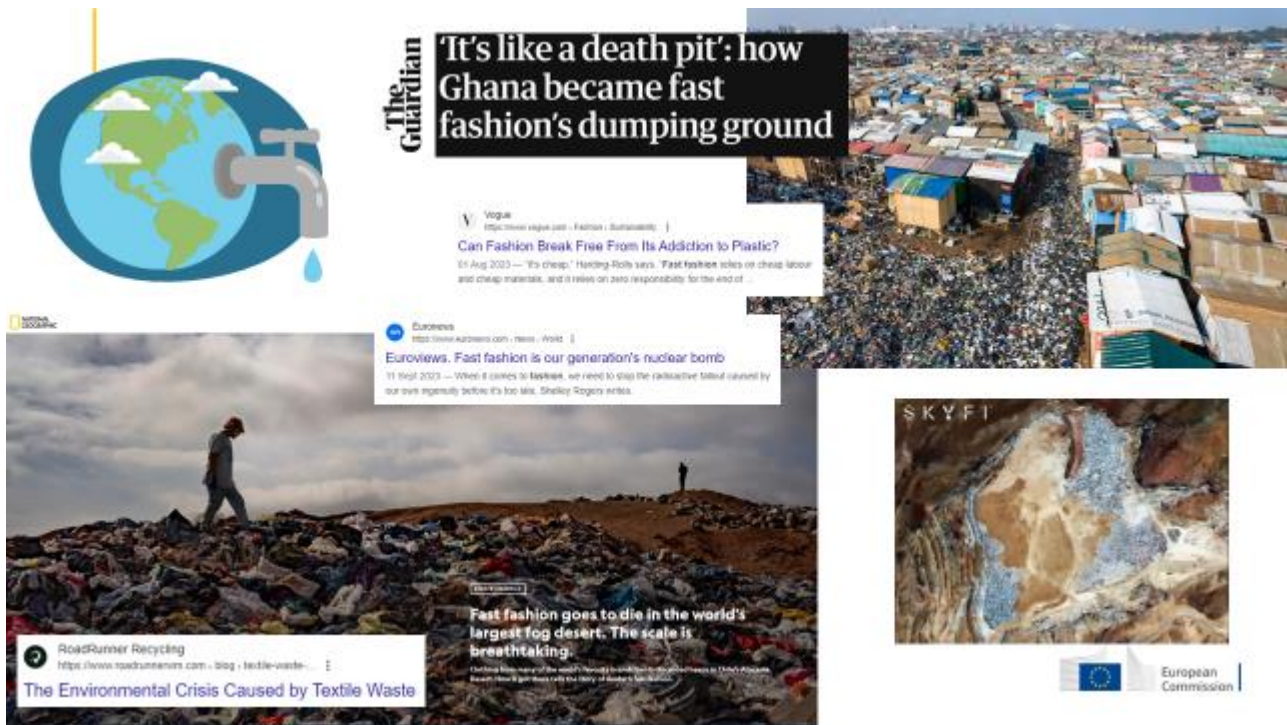 The Guardian
'It's like a death pit': how
Ghana became fast
fashion's dumping ground
Vogue
https://www.vogue.com › Fashion › Sustainability
Can Fashion Break Free From Its Addiction to Plastic?
01 Aug 2023 — "It's cheap," Harding-Rolls says. "Fast fashion relies on cheap labour
and cheap materials, and it relies on zero responsibility for the end of ...
NATIONAL
GEOGRAPHIC
Euronews
https://www.euronews.com › News › World
Euroviews. Fast fashion is our generation's nuclear bomb
11 Sept 2023 — When it comes to fashion, we need to stop the radioactive fallout caused by
our own ingenuity before it's too late, Shelley Rogers writes.
SKYFI
Fast fashion goes to die in the world's
largest fog desert. The scale is
breathtaking.
RoadRunner Recycling
https://www.roadrunnerwm.com › blog › textile-waste-...
The Environmental Crisis Caused by Textile Waste
European
Commission